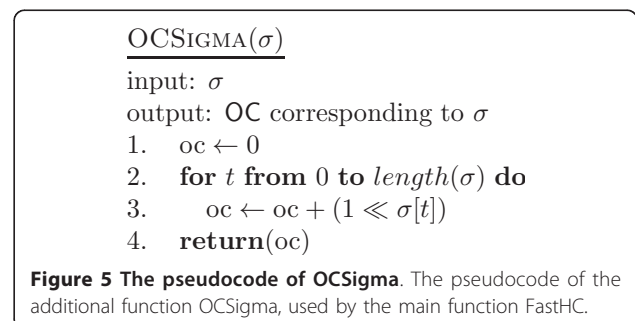 OCSIGMA(σ)
input: σ
output: OC corresponding to σ
1. oc ← 0
2. for t from 0 to length(σ) do
3. oc ← oc + (1 ≪ σ[t])
4. return(oc)
Figure 5 The pseudocode of OCSigma. The pseudocode of the
additional function OCSigma, used by the main function FastHC.